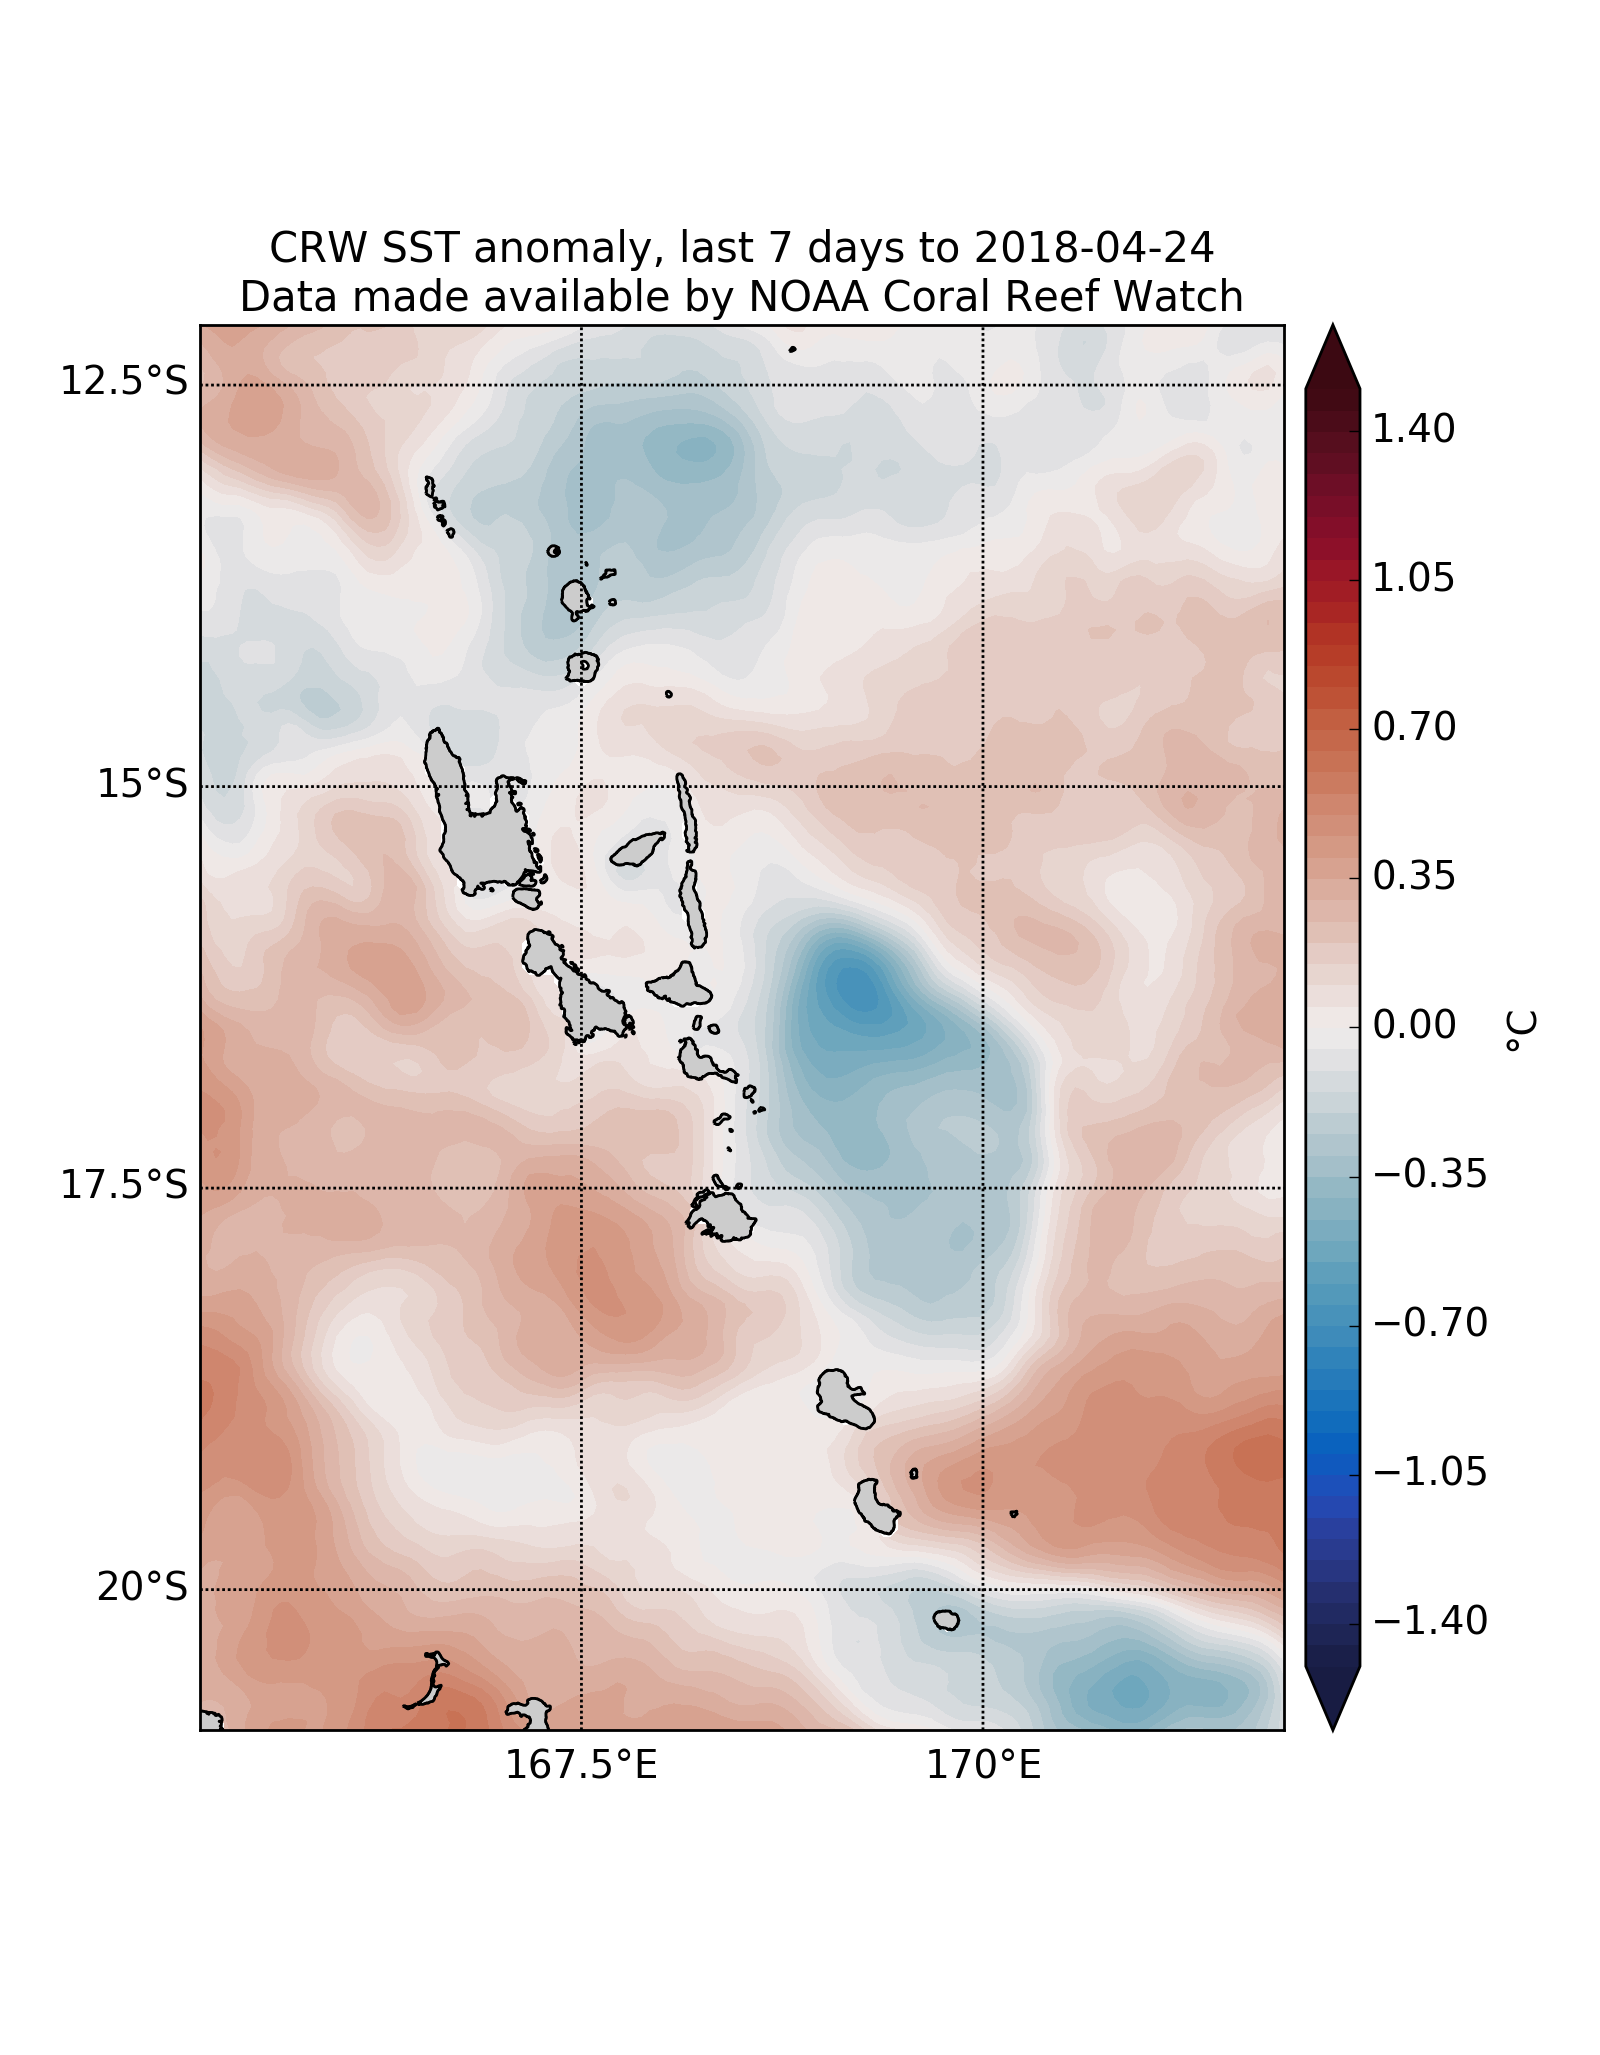 CRW SST anomaly, last 7 days to 2018-04-24
Data made available by NOAA Coral Reef Watch
12.5°S
15°S
17.5°S
20°S
167.5°E
170°E
1.40
1.05
0.70
0.35
0.00
−0.35
−0.70
−1.05
−1.40
°C